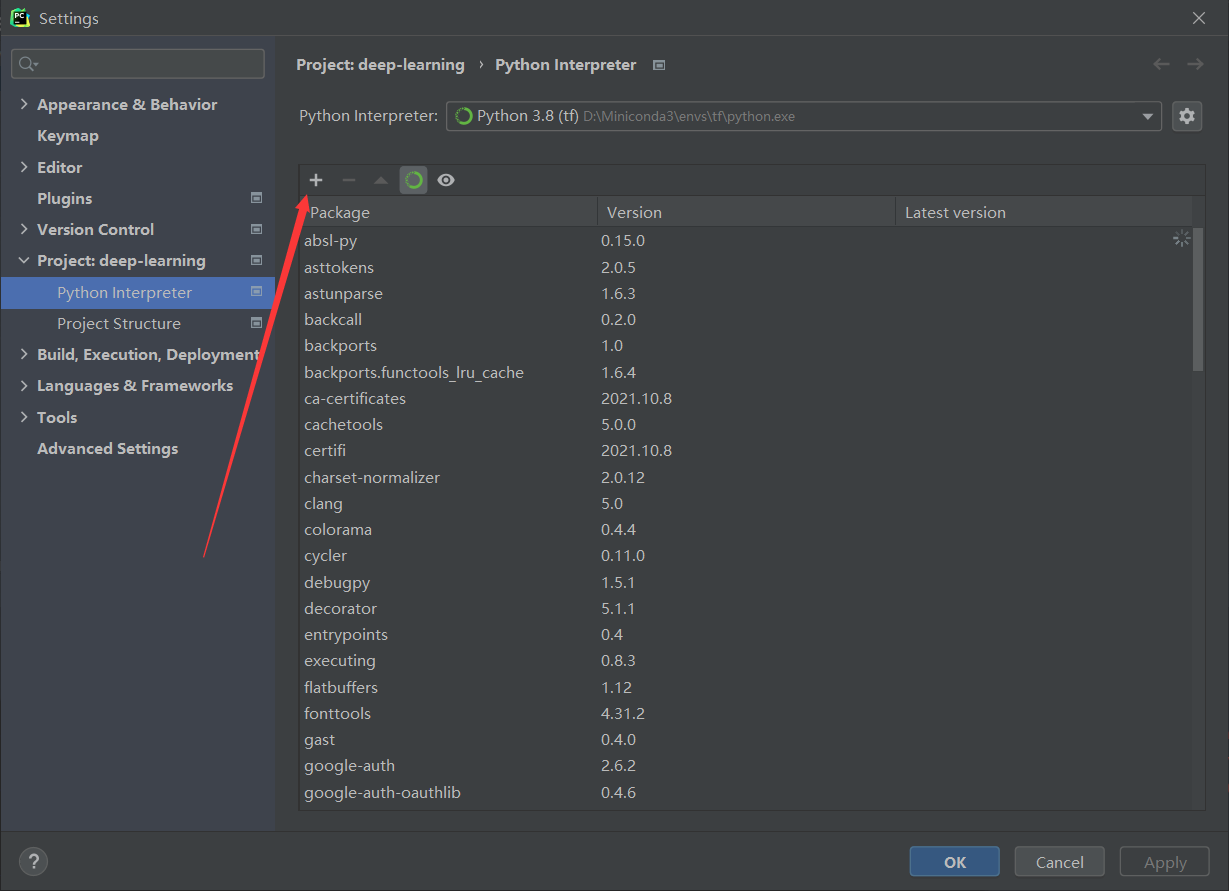 Settings
Appearance & Behavior
Keymap
Editor
Plugins
Version Control
Project: deep-learning
Python Interpreter
Project Structure
Build, Execution, Deployment
Languages & Frameworks
Tools
Advanced Settings
Project: deep-learning › Python Interpreter
Python Interpreter: Python 3.8 (tf) D:\Miniconda3\envs\tf\python.exe
Package Version Latest version
absl-py 0.15.0
asttokens 2.0.5
astunparse 1.6.3
backcall 0.2.0
backports 1.0
backports.functools_lru_cache 1.6.4
ca-certificates 2021.10.8
cachetools 5.0.0
certifi 2021.10.8
charset-normalizer 2.0.12
clang 5.0
colorama 0.4.4
cycler 0.11.0
debugpy 1.5.1
decorator 5.1.1
entrypoints 0.4
executing 0.8.3
flatbuffers 1.12
fonttools 4.31.2
gast 0.4.0
google-auth 2.6.2
google-auth-oauthlib 0.4.6
? OK Cancel Apply